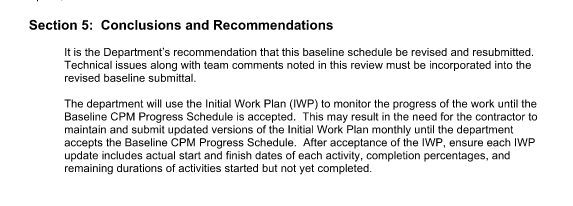 Section 5:  Conclusions and Recommendations
It is the Department's recommendation that this baseline schedule be revised and resubmitted.
Technical issues along with team comments noted in this review must be incorporated into the
revised baseline submittal.
The department will use the Initial Work Plan (IWP) to monitor the progress of the work until the
Baseline CPM Progress Schedule is accepted.  This may result in the need for the contractor to
maintain and submit updated versions of the Initial Work Plan monthly until the department
accepts the Baseline CPM Progress Schedule.  After acceptance of the IWP, ensure each IWP
update includes actual start and finish dates of each activity, completion percentages, and
remaining durations of activities started but not yet completed.